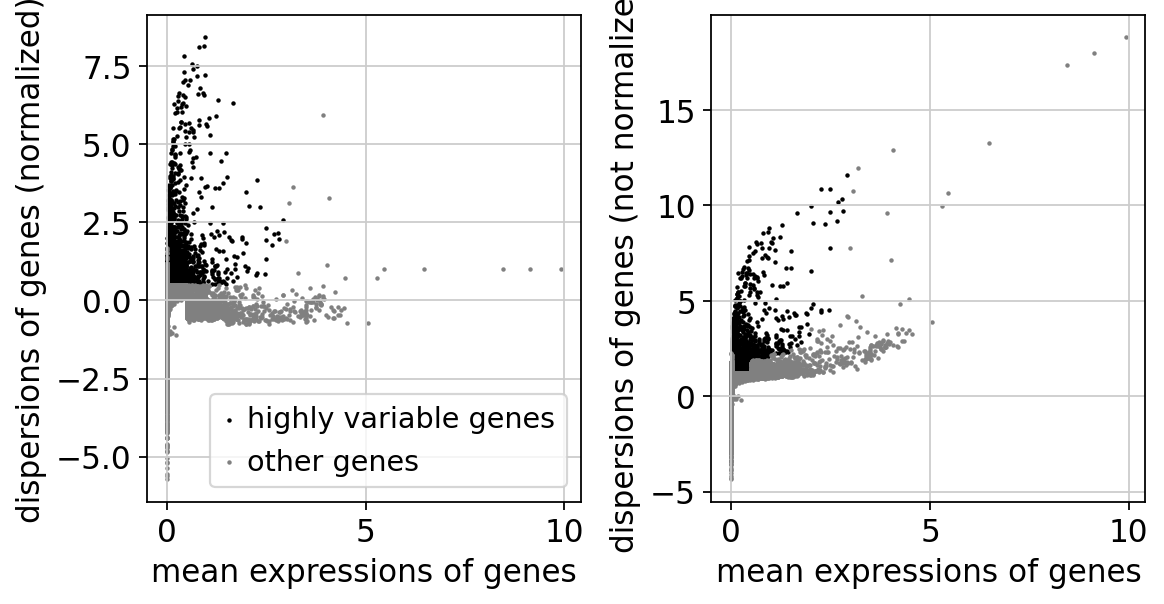 dispersions of genes (normalized)
7.5
5.0
2.5
0.0
−2.5
−5.0
highly variable genes
other genes
0
5
10
mean expressions of genes
dispersions of genes (not normalize
15
10
5
0
−5
0
5
10
mean expressions of genes